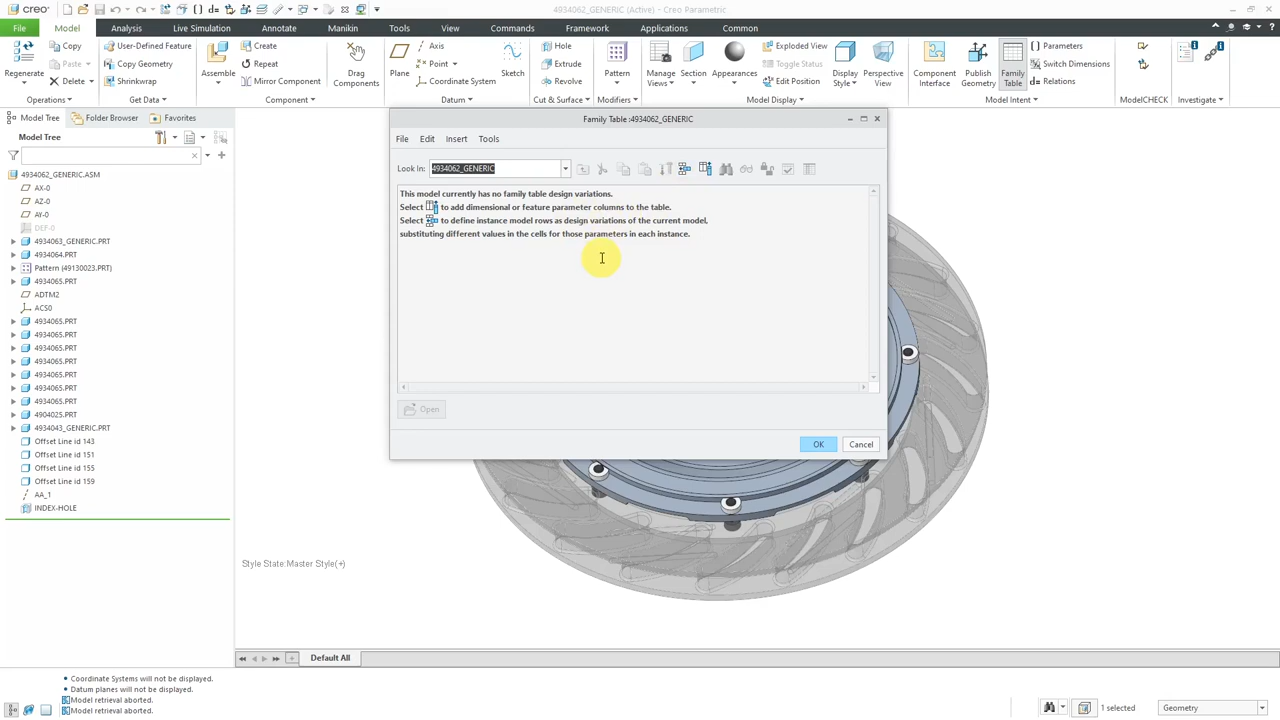 creo
4934062_GENERIC (Active) - Creo Parametric
File
Model
Analysis
Live Simulation
Annotate
Manikin
Tools
View
Commands
Framework
Applications
Common
Regenerate
Copy
Paste
Delete
Operations
User-Defined Feature
Copy Geometry
Shrinkwrap
Get Data
Assemble
Create
Repeat
Mirror Component
Component
Drag Components
Plane
Axis
Point
Coordinate System
Sketch
Datum
Hole
Extrude
Revolve
Cut & Surface
Pattern
Modifiers
Manage Views
Section
Appearances
Exploded View
Toggle Status
Edit Position
Display Style
Perspective View
Model Display
Component Interface
Publish Geometry
Family Table
Parameters
Switch Dimensions
d= Relations
Model Intent
ModelCHECK
Investigate
Model Tree
Folder Browser
Favorites
Model Tree
4934062_GENERIC.ASM
AX-0
AZ-0
AY-0
DEF-0
4934063_GENERIC.PRT
4934064.PRT
Pattern (49130023.PRT)
4934065.PRT
ADTM2
ACS0
4934065.PRT
4934065.PRT
4934065.PRT
4934065.PRT
4934065.PRT
4934065.PRT
4934065.PRT
4904025.PRT
4934043_GENERIC.PRT
Offset Line id 143
Offset Line id 151
Offset Line id 155
Offset Line id 159
AA_1
INDEX-HOLE
Family Table :4934062_GENERIC
File
Edit
Insert
Tools
Look In:
4934062_GENERIC
This model currently has no family table design variations.
Select to add dimensional or feature parameter columns to the table.
Select to define instance model rows as design variations of the current model,
substituting different values in the cells for those parameters in each instance.
Open
OK
Cancel
Style State:Master Style(+)
Default All
• Coordinate Systems will not be displayed.
• Datum planes will not be displayed.
Model retrieval aborted.
Model retrieval aborted.
1 selected
Geometry